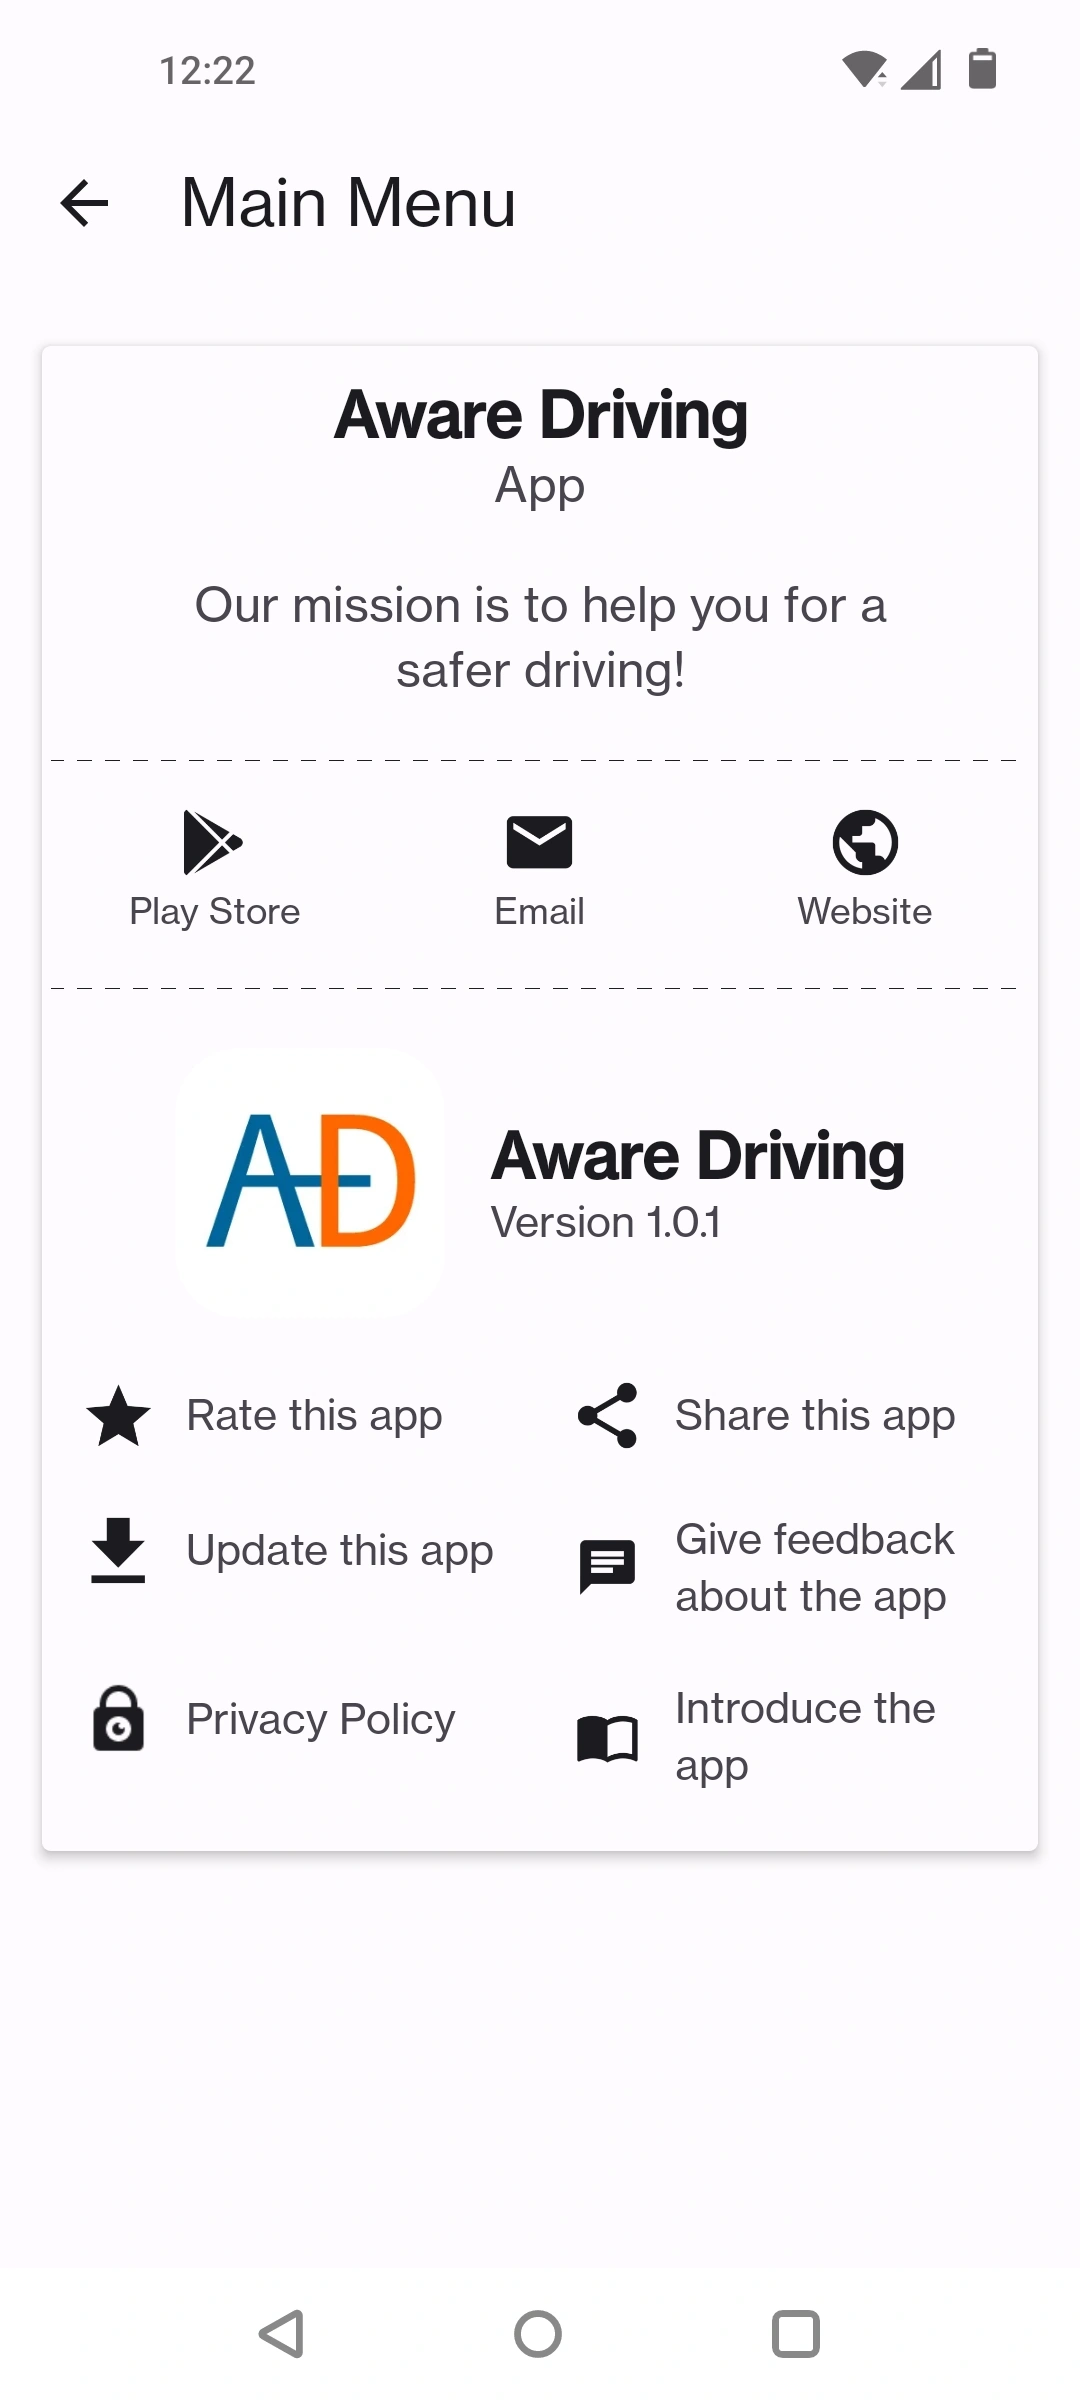 12:22
Main Menu
Aware Driving
App
Our mission is to help you for a
safer driving!
Play Store
Email
Website
AD
Aware Driving
Version 1.0.1
Rate this app
Share this app
Update this app
Give feedback
about the app
Privacy Policy
Introduce the
app